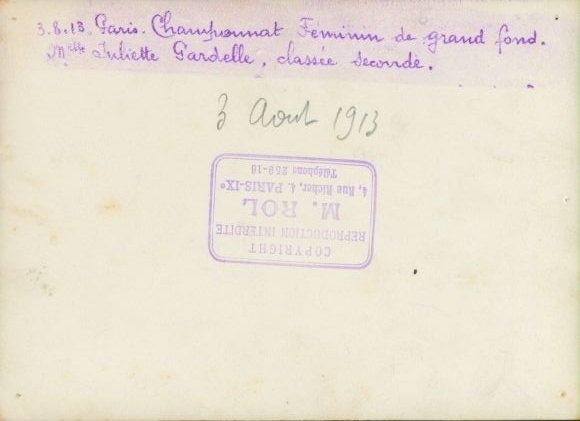 3.8.13. Paris. Championnat Féminin de grand fond.
Mlle Juliette Gardelle, classée seconde.
3 Aout 1913
COPYRIGHT
REPRODUCTION INTERDITE
M. ROL
4, Rue Richer, 4. PARIS-IXe
Téléphone 259-16